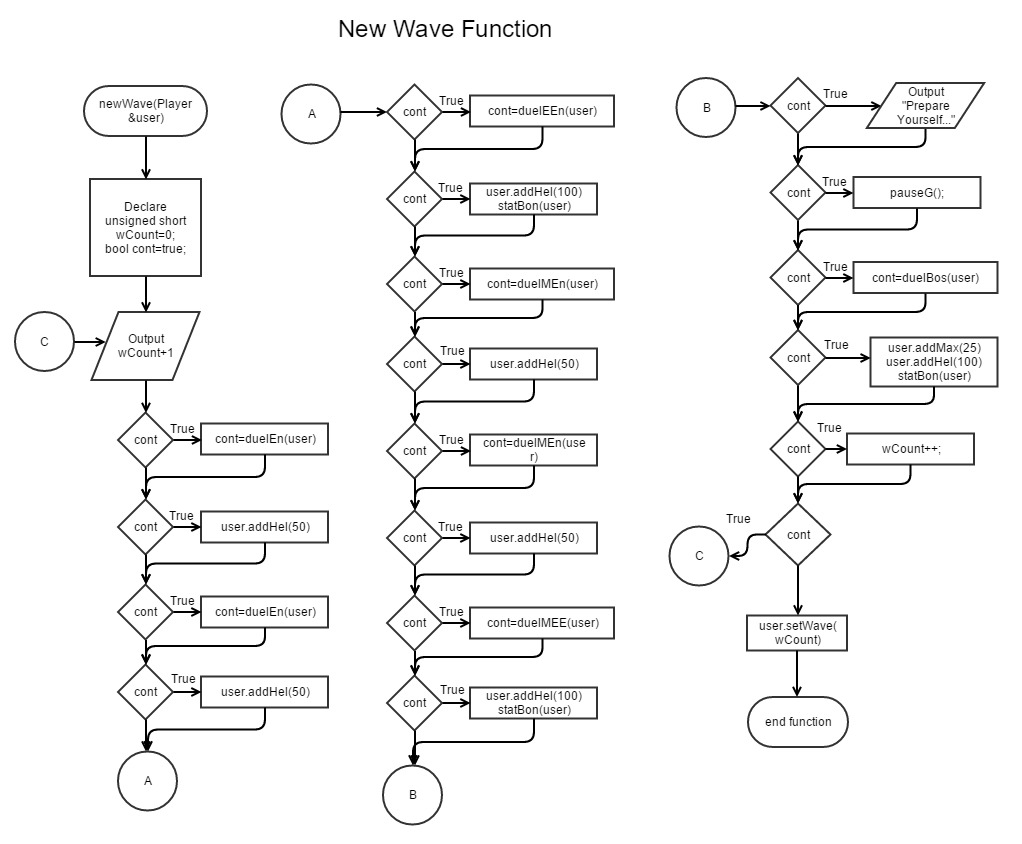 New Wave Function
newWave(Player
&user)
Declare
unsigned short
wCount=0;
bool cont=true;
C
Output
wCount+1
cont
True
cont=duelEn(user)
cont
True
user.addHel(50)
cont
True
cont=duelEn(user)
cont
True
user.addHel(50)
A
A
cont
True
cont=duelEEn(user)
cont
True
user.addHel(100)
statBon(user)
cont
True
cont=duelMEn(user)
cont
True
user.addHel(50)
cont
True
cont=duelMEn(use
r)
cont
True
user.addHel(50)
cont
True
cont=duelMEE(user)
cont
True
user.addHel(100)
statBon(user)
B
B
cont
True
Output
"Prepare
Yourself..."
cont
True
pauseG();
cont
True
cont=duelBos(user)
cont
True
user.addMax(25)
user.addHel(100)
statBon(user)
cont
True
wCount++;
cont
True
C
user.setWave(
wCount)
end function